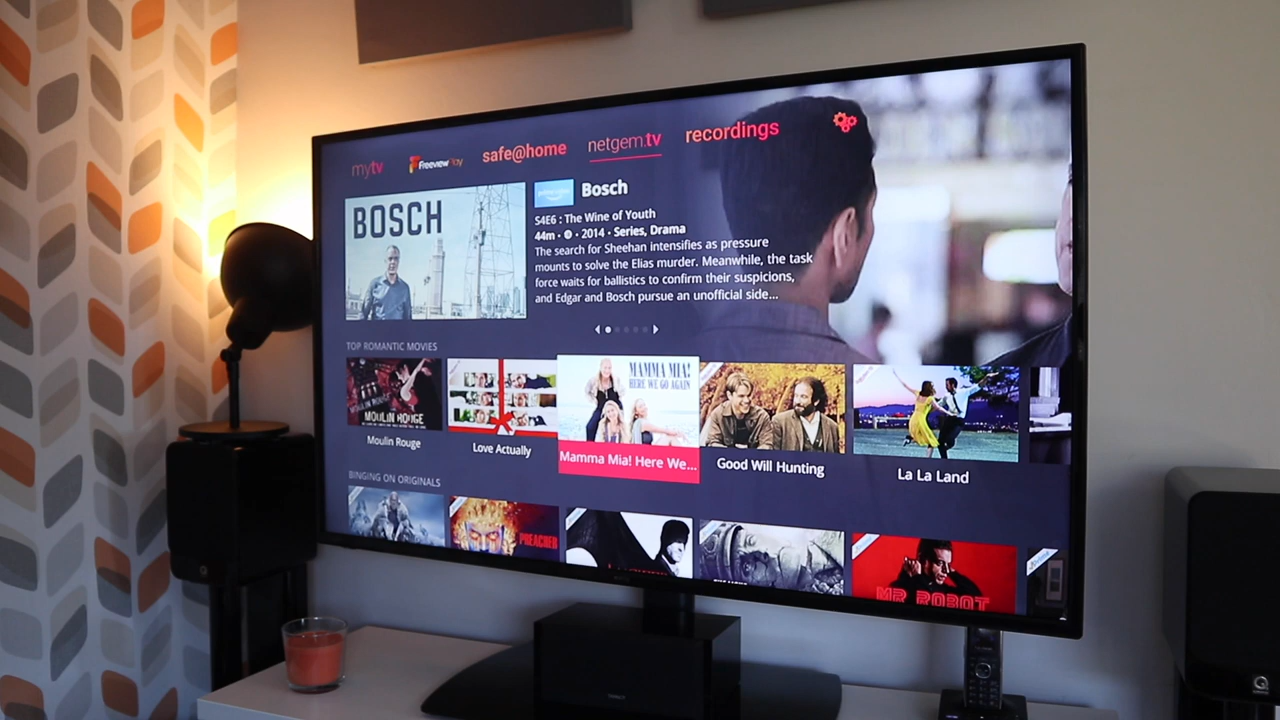 mytv
Freeview Play
safe@home
netgem.tv
recordings
BOSCH
prime video
Bosch
S4E6 : The Wine of Youth
44m • • 2014 • Series, Drama
The search for Sheehan intensifies as pressure
mounts to solve the Elias murder. Meanwhile, the task
force waits for ballistics to confirm their suspicions,
and Edgar and Bosch pursue an unofficial side...
TOP ROMANTIC MOVIES
MOULIN ROUGE
MAMMA MIA!
HERE WE GO AGAIN
Moulin Rouge
Love Actually
Mamma Mia! Here We...
Good Will Hunting
La La Land
BINGING ON ORIGINALS
PREACHER
MR. ROBOT